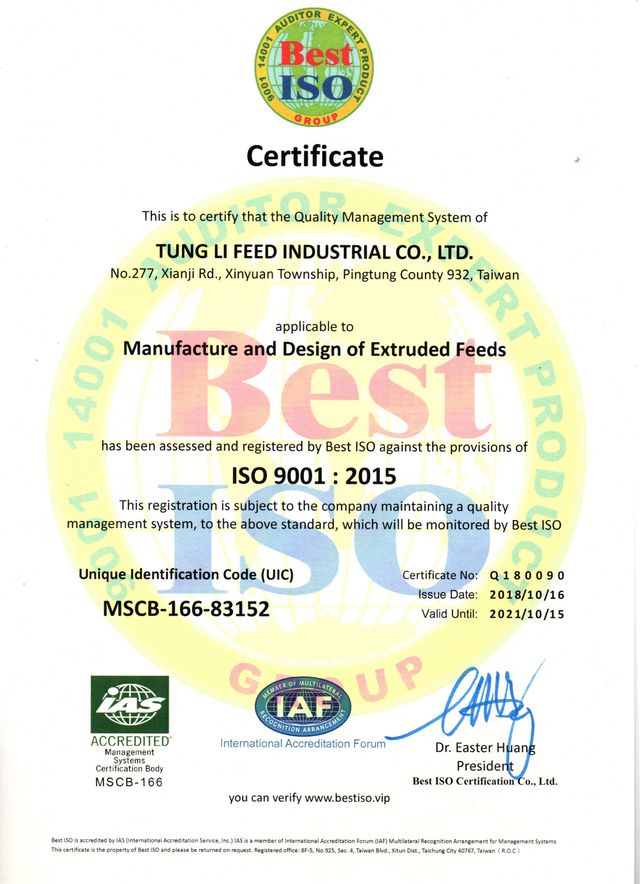 9001 14001 AUDITOR EXPERT PRODUCT
Best
ISO
GROUP
Certificate
This is to certify that the Quality Management System of
TUNG LI FEED INDUSTRIAL CO., LTD.
No.277, Xianji Rd., Xinyuan Township, Pingtung County 932, Taiwan
applicable to
Manufacture and Design of Extruded Feeds
has been assessed and registered by Best ISO against the provisions of
ISO 9001 : 2015
This registration is subject to the company maintaining a quality
management system, to the above standard, which will be monitored by Best ISO
Unique Identification Code (UIC)
MSCB-166-83152
Certificate No: Q180090
Issue Date: 2018/10/16
Valid Until: 2021/10/15
9001 14001 AUDITOR EXPERT PRODUCT
Best
ISO
GROUP
IAS
ACCREDITED™
Management
Systems
Certification Body
MSCB-166
MEMBER OF MULTILATERAL
IAF
RECOGNITION ARRANGEMENT
International Accreditation Forum
Dr. Easter Huang
President
Best ISO Certification Co., Ltd.
you can verify www.bestiso.vip
Best ISO is accredited by IAS (International Accreditation Service, Inc.) IAS is a member of International Accreditation Forum (IAF) Multilateral Recognition Arrangement for Management Systems
This certificate is the property of Best ISO and please be returned on request. Registered office: 8F-5, No.925, Sec. 4, Taiwan Blvd., Xitun Dist., Taichung City 40767, Taiwan (R.O.C)